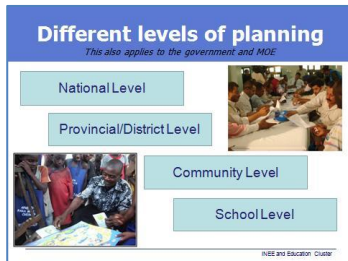 Different levels of planning
This also applies to the government and MOE
National Level
Provincial/District Level
Community Level
School Level
INEE and Education Cluster